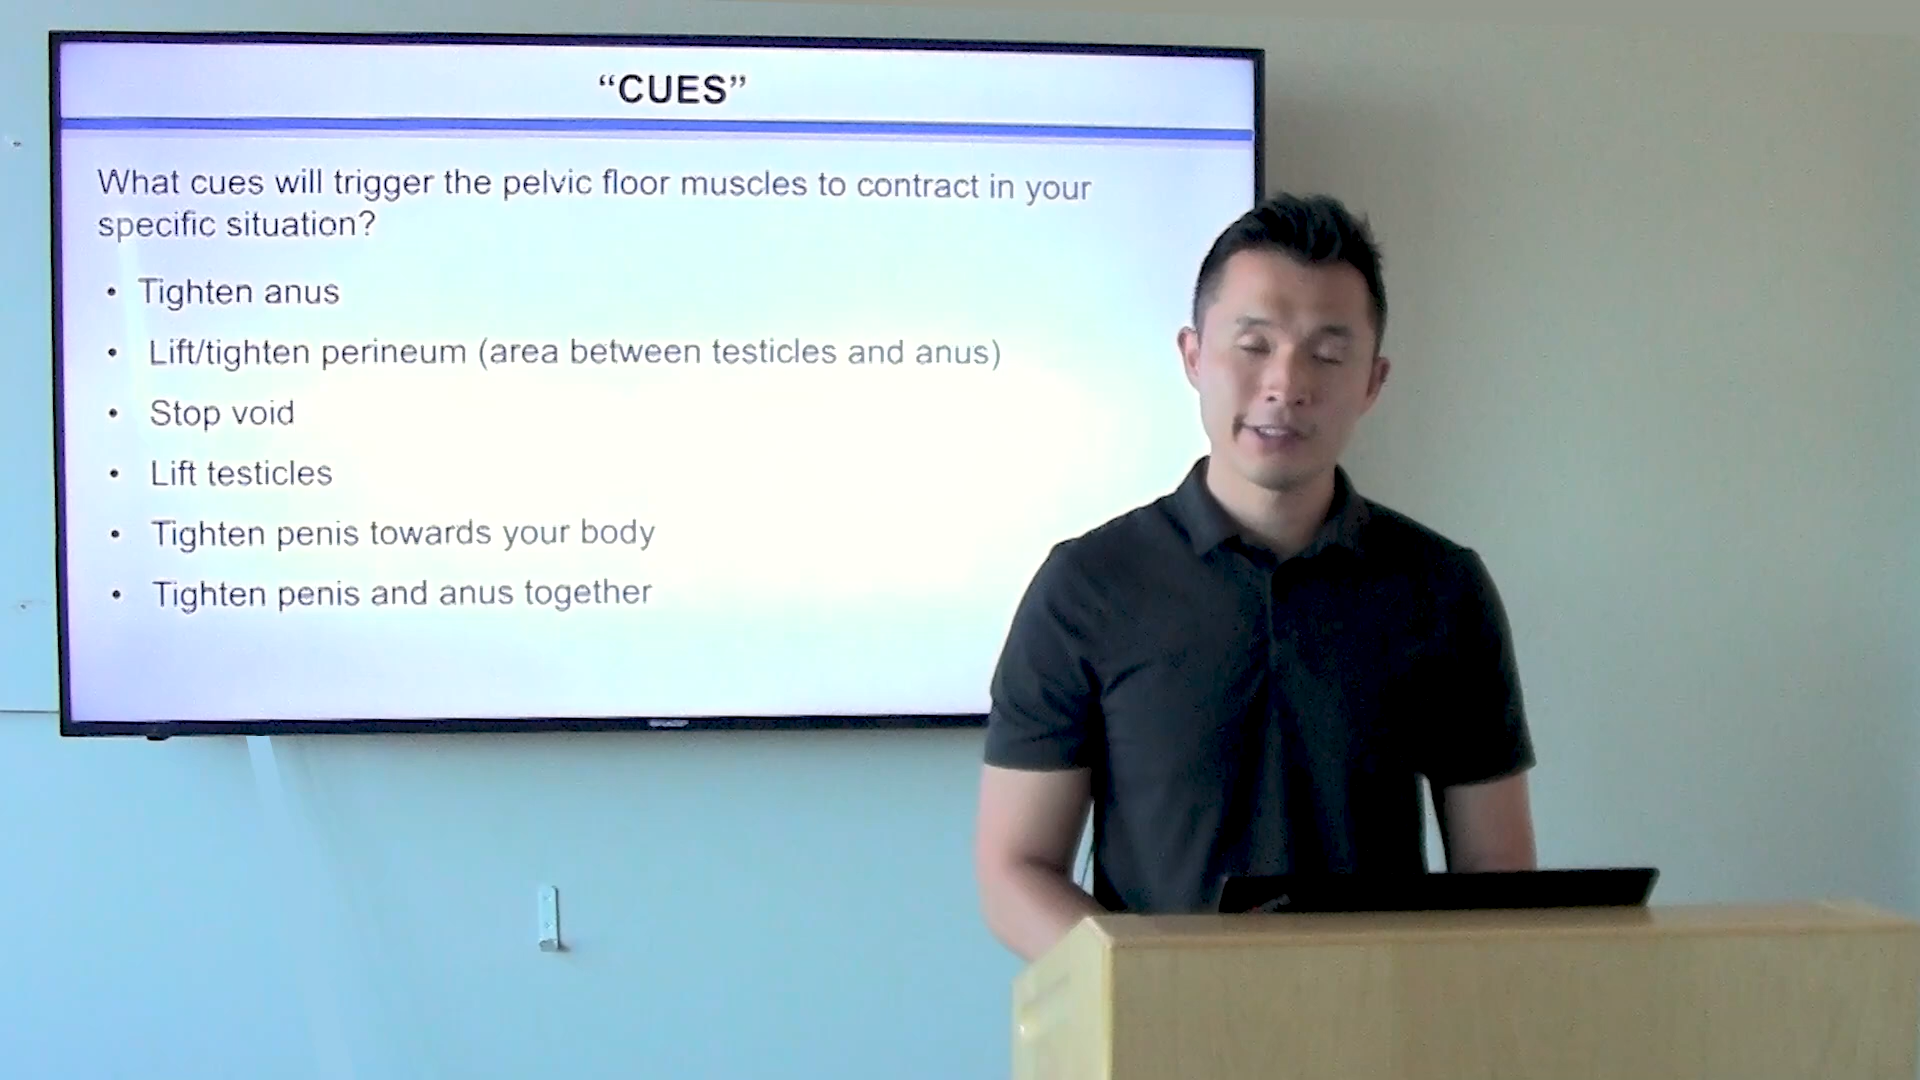 “CUES”
What cues will trigger the pelvic floor muscles to contract in your
specific situation?
• Tighten anus
• Lift/tighten perineum (area between testicles and anus)
• Stop void
• Lift testicles
• Tighten penis towards your body
• Tighten penis and anus together